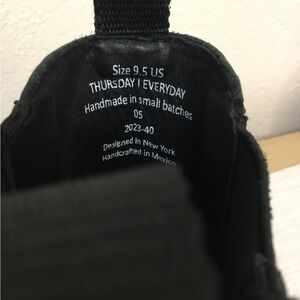 Size 9.5 US
THURSDAY | EVERYDAY
Handmade in small batches
05
2023-40
Designed in New York
Handcrafted in Mexico